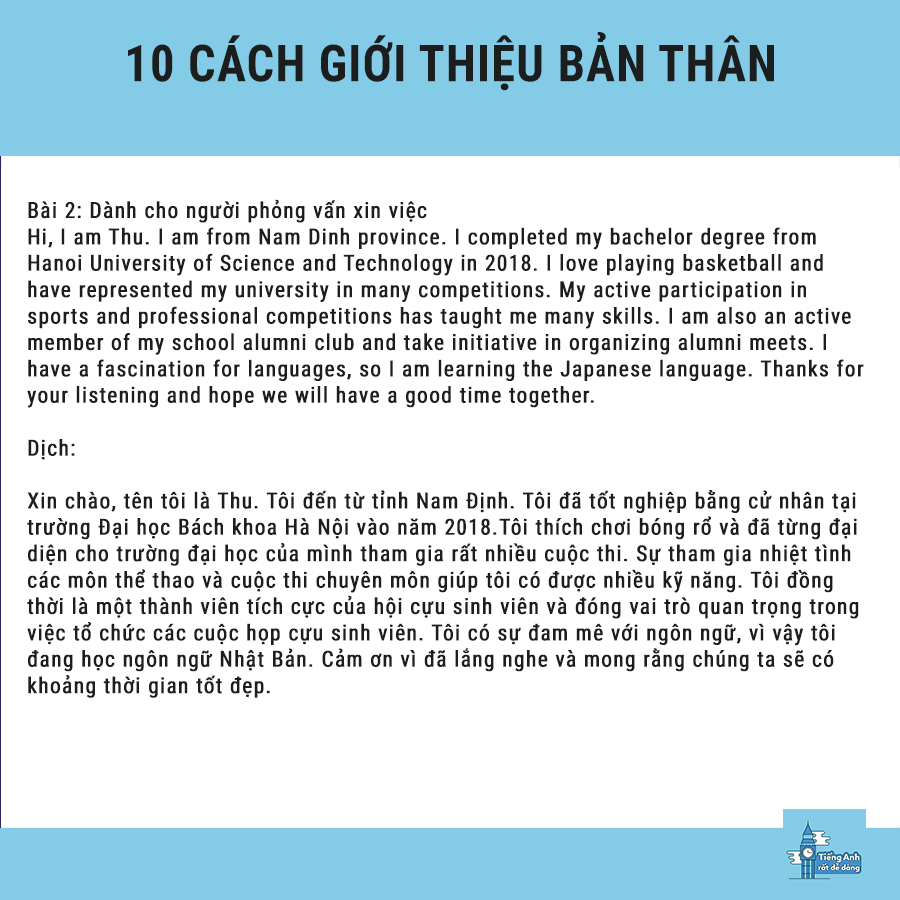 10 CÁCH GIỚI THIỆU BẢN THÂN
Bài 2: Dành cho người phỏng vấn xin việc
Hi, I am Thu. I am from Nam Dinh province. I completed my bachelor degree from
Hanoi University of Science and Technology in 2018. I love playing basketball and
have represented my university in many competitions. My active participation in
sports and professional competitions has taught me many skills. I am also an active
member of my school alumni club and take initiative in organizing alumni meets. I
have a fascination for languages, so I am learning the Japanese language. Thanks for
your listening and hope we will have a good time together.
Dịch:
Xin chào, tên tôi là Thu. Tôi đến từ tỉnh Nam Định. Tôi đã tốt nghiệp bằng cử nhân tại
trường Đại học Bách khoa Hà Nội vào năm 2018.Tôi thích chơi bóng rổ và đã từng đại
diện cho trường đại học của mình tham gia rất nhiều cuộc thi. Sự tham gia nhiệt tình
các môn thể thao và cuộc thi chuyên môn giúp tôi có được nhiều kỹ năng. Tôi đồng
thời là một thành viên tích cực của hội cựu sinh viên và đóng vai trò quan trọng trong
việc tổ chức các cuộc họp cựu sinh viên. Tôi có sự đam mê với ngôn ngữ, vì vậy tôi
đang học ngôn ngữ Nhật Bản. Cảm ơn vì đã lắng nghe và mong rằng chúng ta sẽ có
khoảng thời gian tốt đẹp.
Tiếng Anh
rất dễ dàng